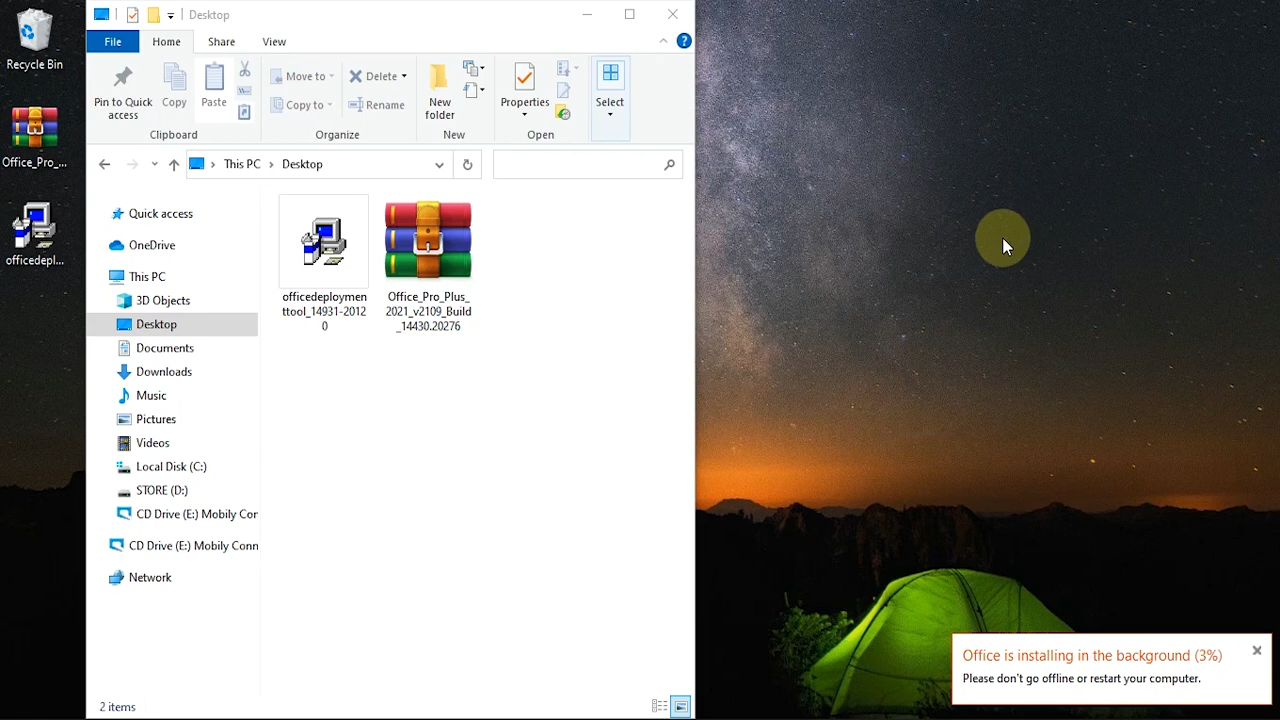 Recycle Bin
Office_Pro_...
officedepl...
Desktop
File
Home
Share
View
Pin to Quick
access
Copy
Paste
Clipboard
Move to
Copy to
Delete
Rename
Organize
New
folder
New
Properties
Open
Select
This PC
Desktop
Quick access
OneDrive
This PC
3D Objects
Desktop
Documents
Downloads
Music
Pictures
Videos
Local Disk (C:)
STORE (D:)
CD Drive (E:) Mobily Cor
CD Drive (E:) Mobily Conn
Network
officedeploymen
ttool_14931-2012
0
Office_Pro_Plus_
2021_v2109_Build
_14430.20276
2 items
Office is installing in the background (3%)
Please don't go offline or restart your computer.